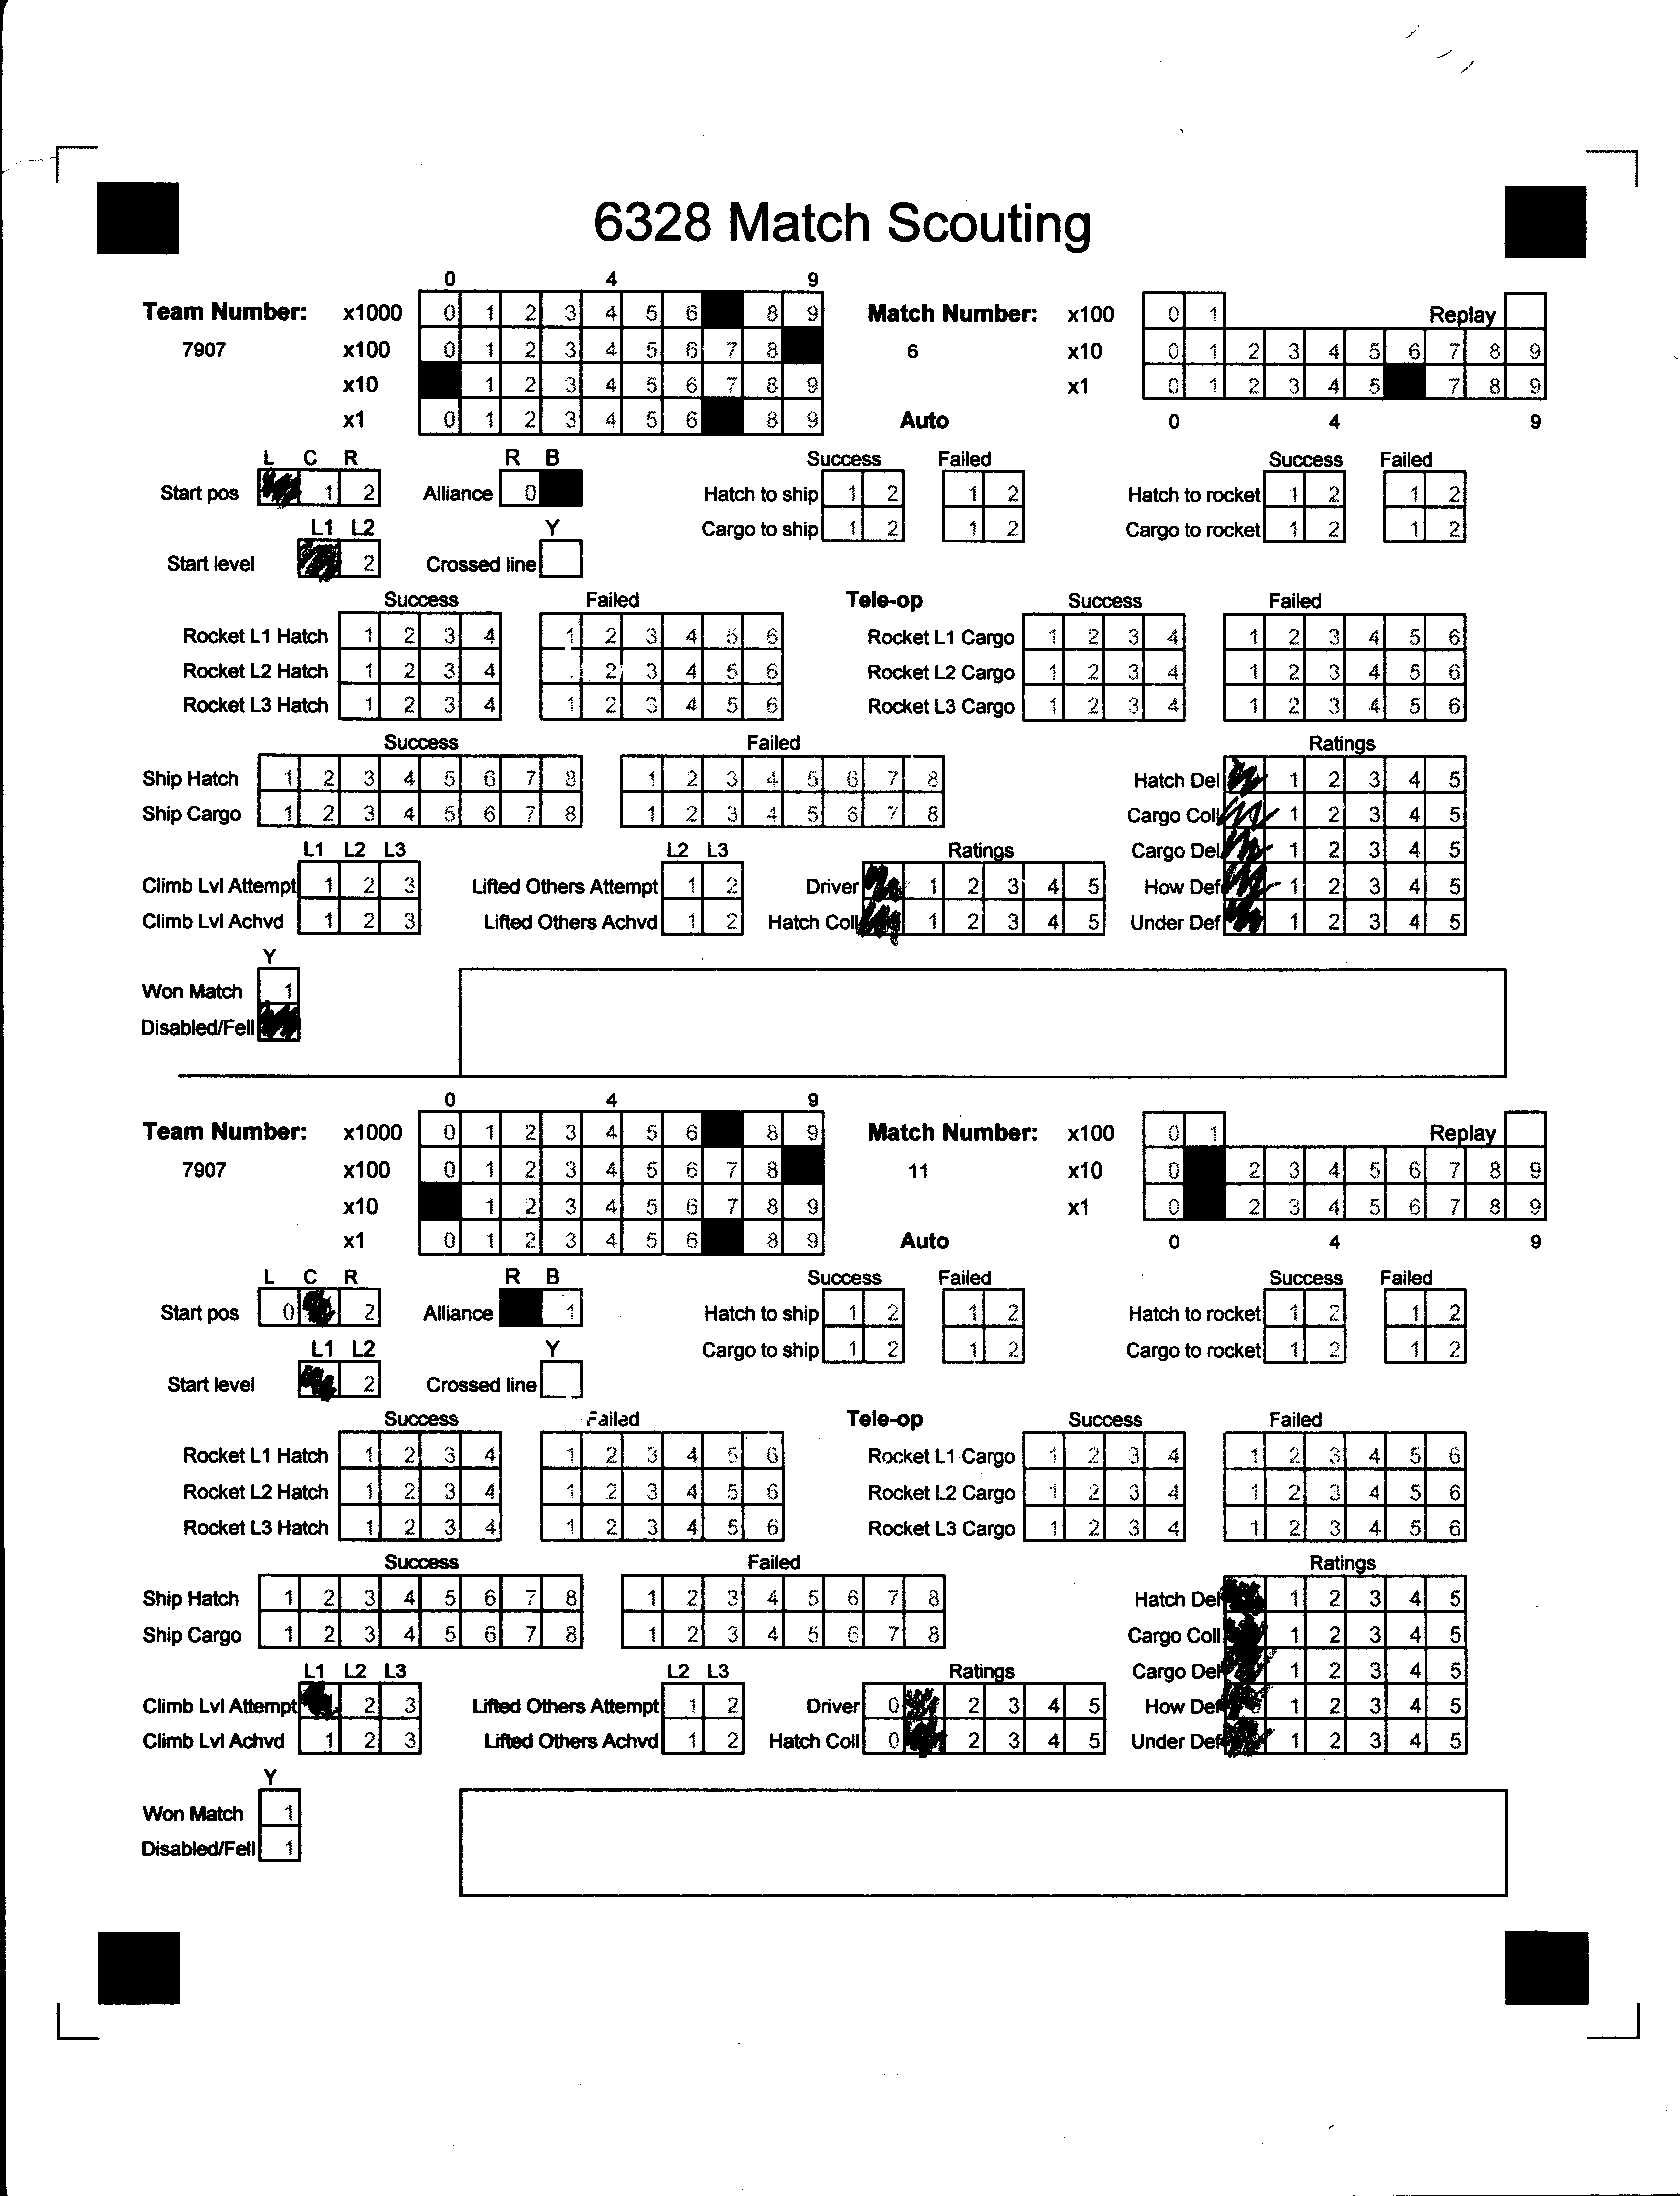 6328 Match Scouting
0 4 9
Team Number: x1000 0 1 2 3 4 5 6 8 9 Match Number: x100 0 1 Replay
7907 x100 0 1 2 3 4 5 6 7 8 6 x10 0 1 2 3 4 5 6 7 8 9
x10 1 2 3 4 5 6 7 8 9 x1 0 1 2 3 4 5 7 8 9
x1 0 1 2 3 4 5 6 8 9 Auto 0 4 9
L C R R B Success Failed Success Failed
Start pos 1 2 Alliance 0 Hatch to ship 1 2 1 2 Hatch to rocket 1 2 1 2
L1 L2 Y Cargo to ship 1 2 1 2 Cargo to rocket 1 2 1 2
Start level 2 Crossed line
Success Failed Tele-op Success Failed
Rocket L1 Hatch 1 2 3 4 1 2 3 4 5 6 Rocket L1 Cargo 1 2 3 4 1 2 3 4 5 6
Rocket L2 Hatch 1 2 3 4 2 3 4 5 6 Rocket L2 Cargo 1 2 3 4 1 2 3 4 5 6
Rocket L3 Hatch 1 2 3 4 1 2 3 4 5 6 Rocket L3 Cargo 1 2 3 4 1 2 3 4 5 6
Success Failed Ratings
Ship Hatch 1 2 3 4 5 6 7 8 1 2 3 4 5 6 7 8 Hatch Del 1 2 3 4 5
Ship Cargo 1 2 3 4 5 6 7 8 1 2 3 4 5 6 7 8 Cargo Coll 1 2 3 4 5
L1 L2 L3 L2 L3 Ratings Cargo Del 1 2 3 4 5
Climb Lvl Attempt 1 2 3 Lifted Others Attempt 1 2 Driver 1 2 3 4 5 How Def 1 2 3 4 5
Climb Lvl Achvd 1 2 3 Lifted Others Achvd 1 2 Hatch Coll 1 2 3 4 5 Under Def 1 2 3 4 5
Y
Won Match 1
Disabled/Fell
0 4 9
Team Number: x1000 0 1 2 3 4 5 6 8 9 Match Number: x100 0 1 Replay
7907 x100 0 1 2 3 4 5 6 7 8 11 x10 0 2 3 4 5 6 7 8 9
x10 1 2 3 4 5 6 7 8 9 x1 0 2 3 4 5 6 7 8 9
x1 0 1 2 3 4 5 6 8 9 Auto 0 4 9
L C R R B Success Failed Success Failed
Start pos 0 2 Alliance 1 Hatch to ship 1 2 1 2 Hatch to rocket 1 2 1 2
L1 L2 Y Cargo to ship 1 2 1 2 Cargo to rocket 1 2 1 2
Start level 2 Crossed line
Success Failed Tele-op Success Failed
Rocket L1 Hatch 1 2 3 4 1 2 3 4 5 6 Rocket L1 Cargo 1 2 3 4 1 2 3 4 5 6
Rocket L2 Hatch 1 2 3 4 1 2 3 4 5 6 Rocket L2 Cargo 1 2 3 4 1 2 3 4 5 6
Rocket L3 Hatch 1 2 3 4 1 2 3 4 5 6 Rocket L3 Cargo 1 2 3 4 1 2 3 4 5 6
Success Failed Ratings
Ship Hatch 1 2 3 4 5 6 7 8 1 2 3 4 5 6 7 8 Hatch Del 1 2 3 4 5
Ship Cargo 1 2 3 4 5 6 7 8 1 2 3 4 5 6 7 8 Cargo Coll 1 2 3 4 5
L1 L2 L3 L2 L3 Ratings Cargo Del 1 2 3 4 5
Climb Lvl Attempt 2 3 Lifted Others Attempt 1 2 Driver 0 2 3 4 5 How Def 1 2 3 4 5
Climb Lvl Achvd 1 2 3 Lifted Others Achvd 1 2 Hatch Coll 0 2 3 4 5 Under Def 1 2 3 4 5
Y
Won Match 1
Disabled/Fell 1